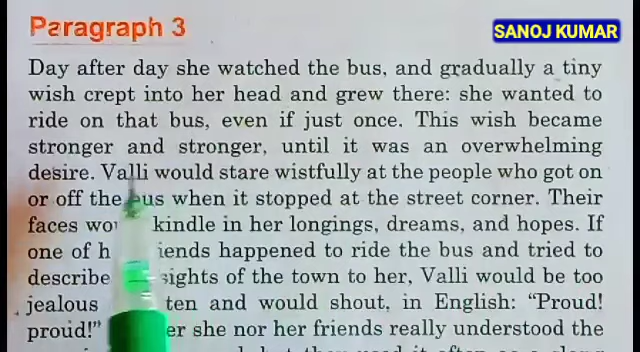 Paragraph 3
SANOJ KUMAR
Day after day she watched the bus, and gradually a tiny
wish crept into her head and grew there: she wanted to
ride on that bus, even if just once. This wish became
stronger and stronger, until it was an overwhelming
desire. Valli would stare wistfully at the people who got on
or off the bus when it stopped at the street corner. Their
faces kindle in her longings, dreams, and hopes. If
one of happened to ride the bus and tried to
describe sights of the town to her, Valli would be too
jealous and would shout, in English: “Proud!
proud!” she nor her friends really understood the